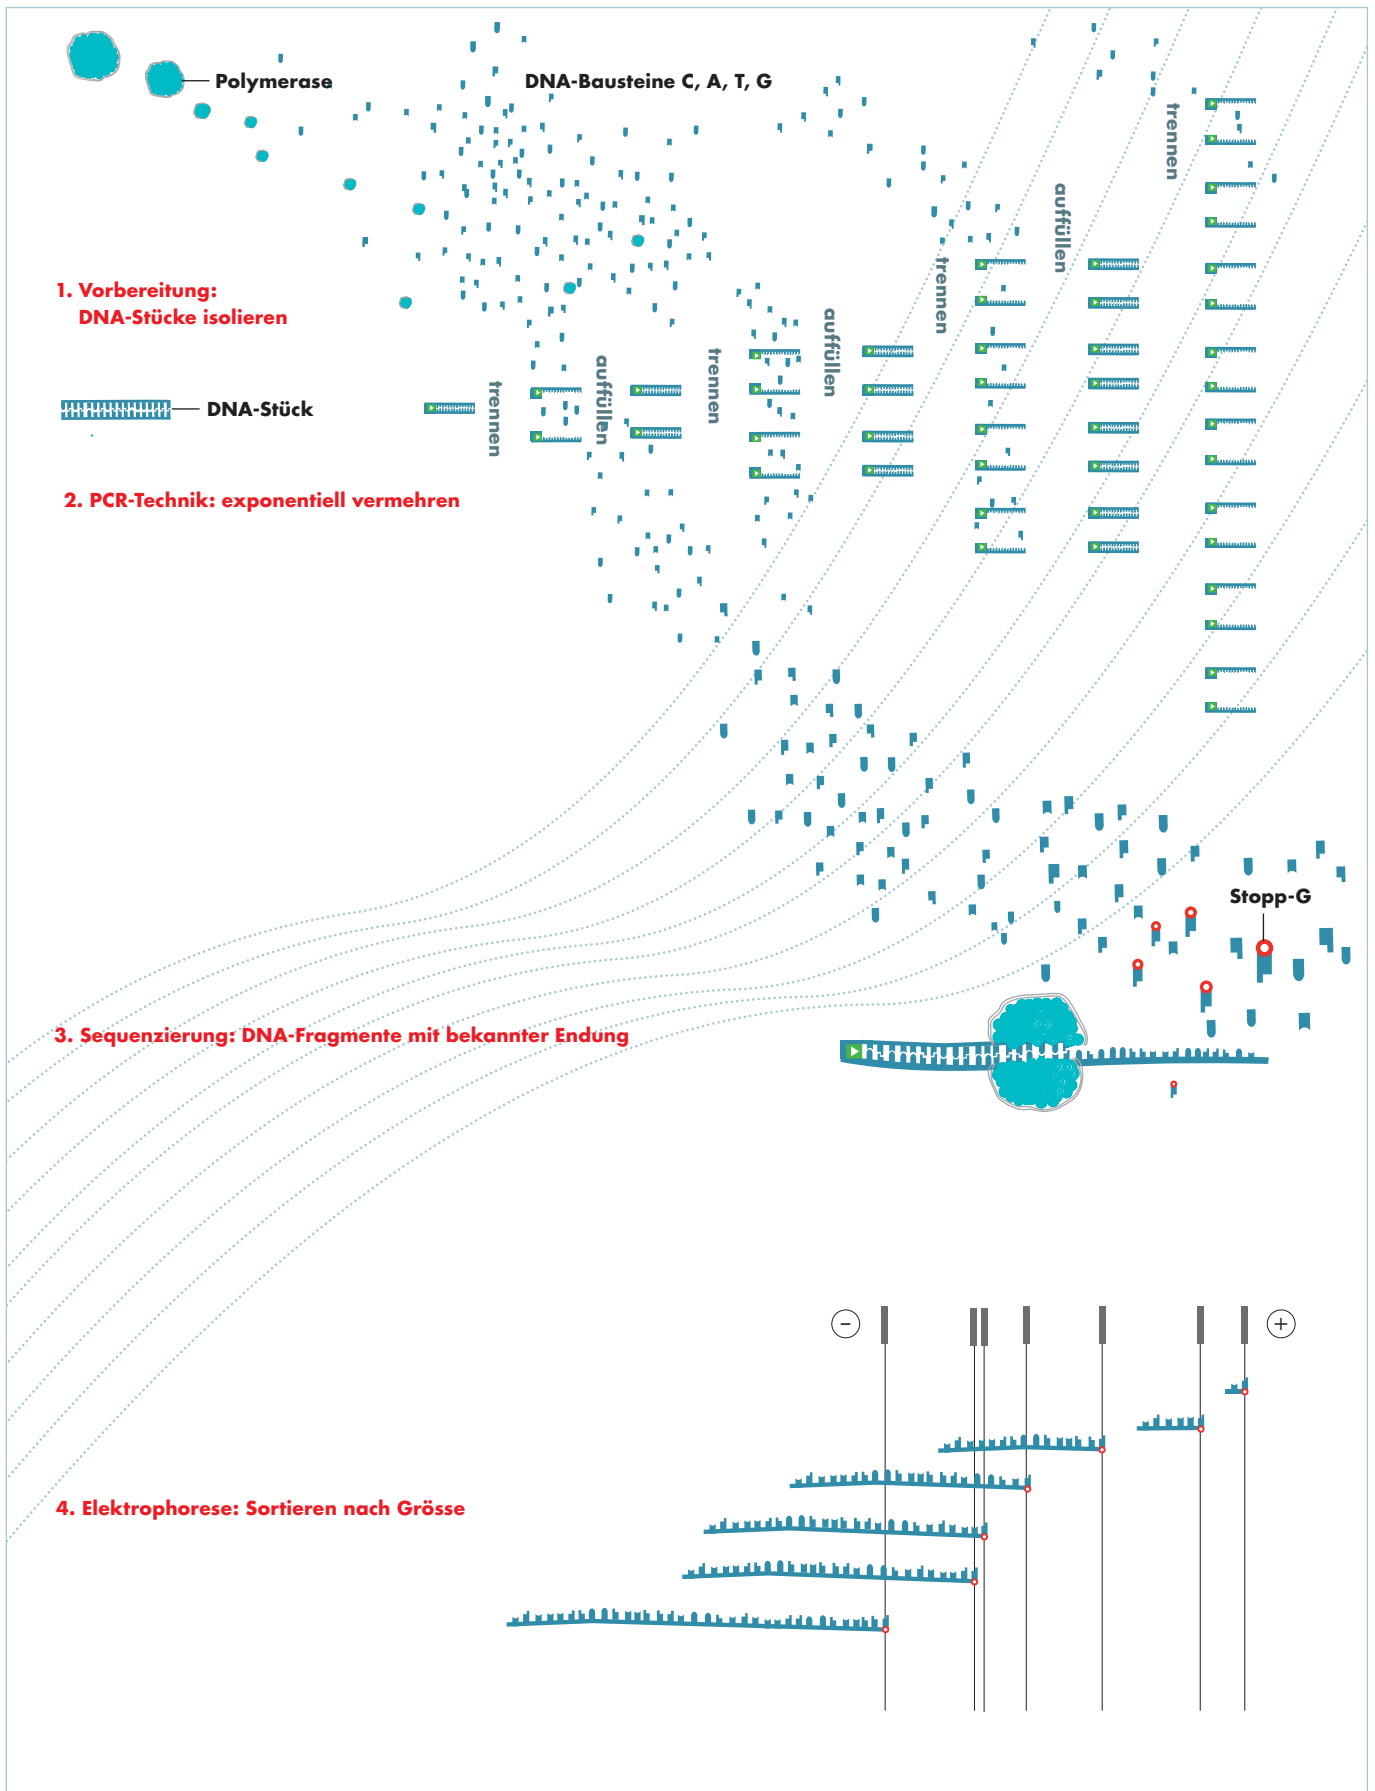 Polymerase
DNA-Bausteine C, A, T, G
trennen
auffüllen
trennen
1. Vorbereitung:
DNA-Stücke isolieren
auffüllen
trennen
auffüllen
trennen
DNA-Stück
2. PCR-Technik: exponentiell vermehren
Stopp-G
3. Sequenzierung: DNA-Fragmente mit bekannter Endung
− +
4. Elektrophorese: Sortieren nach Grösse